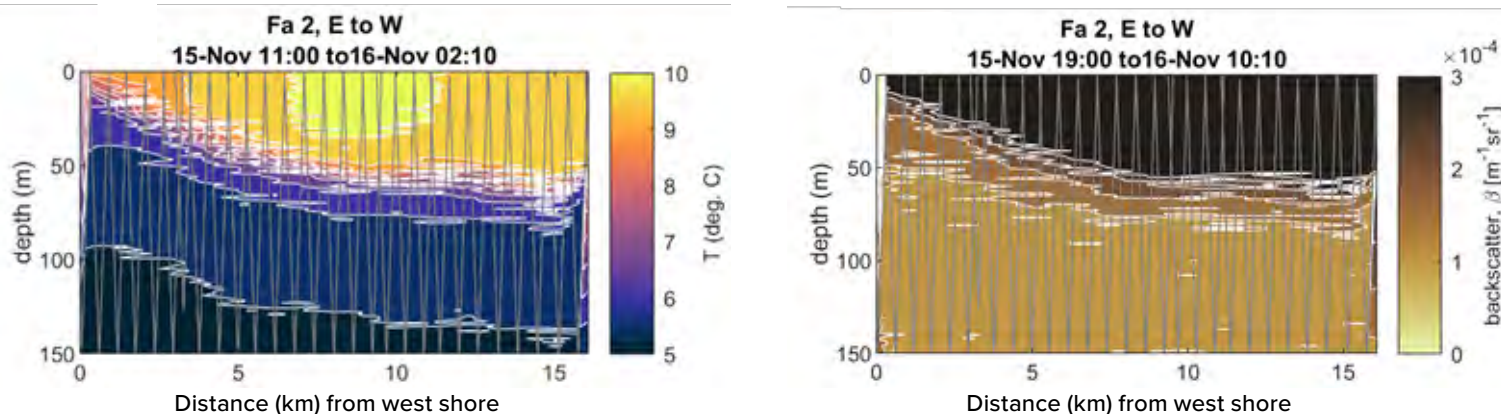 Fa 2, E to W
15-Nov 11:00 to16-Nov 02:10
0
50
100
150
depth (m)
0
5
10
15
Distance (km) from west shore
10
9
8
7
6
5
T (deg. C)
Fa 2, E to W
15-Nov 19:00 to16-Nov 10:10
0
50
100
150
depth (m)
0
5
10
15
Distance (km) from west shore
×10⁻⁴
3
2
1
0
backscatter, β [m⁻¹sr⁻¹]